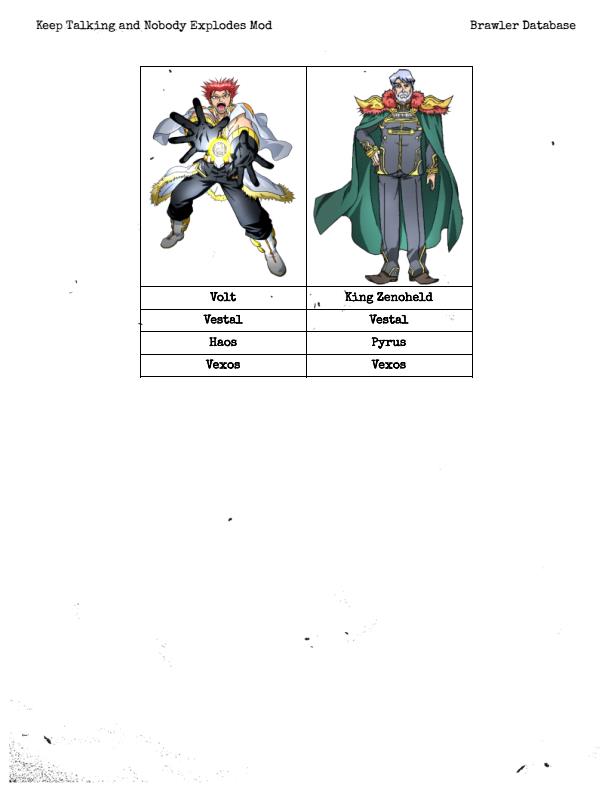 Keep Talking and Nobody Explodes Mod Brawler Database
Volt King Zenoheld
Vestal Vestal
Haos Pyrus
Vexos Vexos